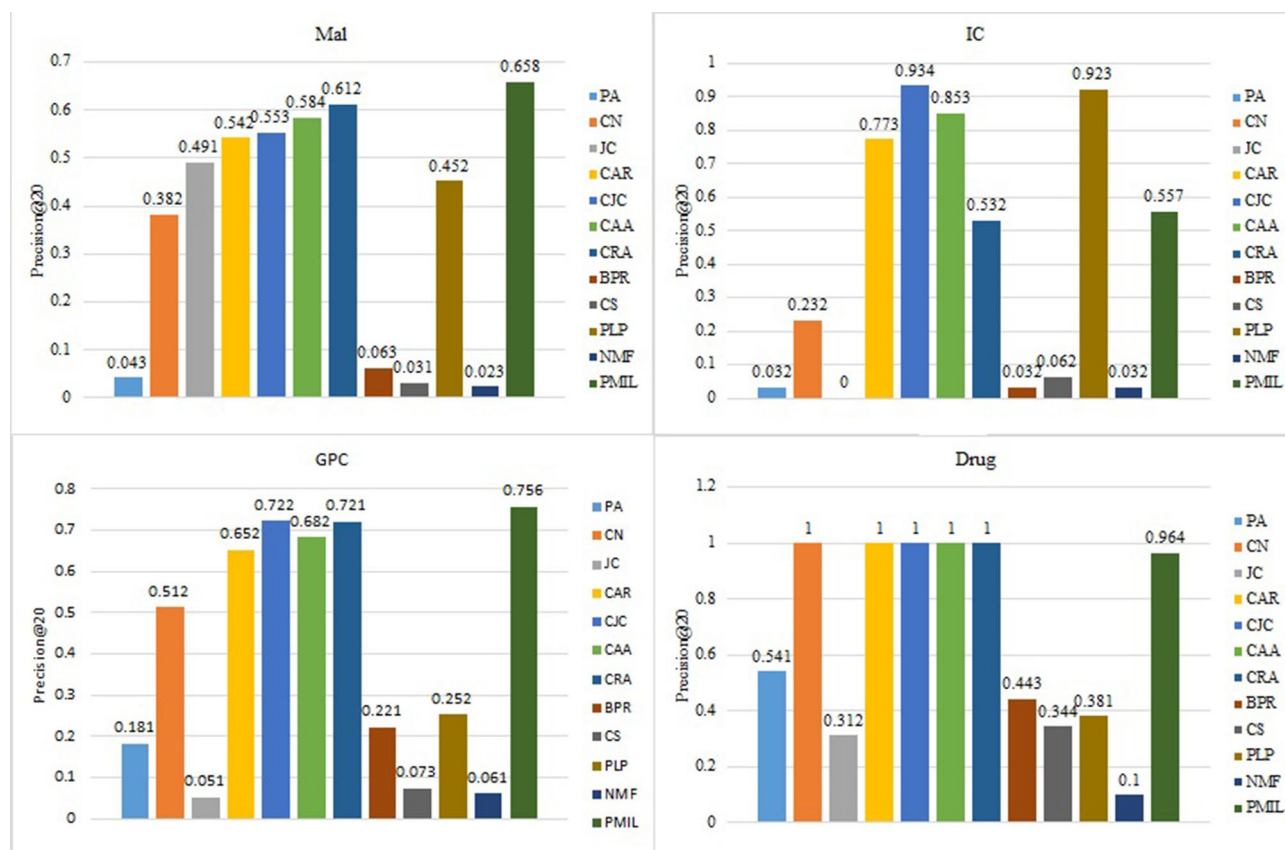 Mal
Precision@20
0.7
0.6
0.5
0.4
0.3
0.2
0.1
0
0.043
0.382
0.491
0.542
0.553
0.584
0.612
0.063
0.031
0.452
0.023
0.658
PA
CN
JC
CAR
CJC
CAA
CRA
BPR
CS
PLP
NMF
PMIL
IC
Precision@20
1
0.9
0.8
0.7
0.6
0.5
0.4
0.3
0.2
0.1
0
0.032
0.232
0
0.773
0.934
0.853
0.532
0.032
0.062
0.923
0.032
0.557
PA
CN
JC
CAR
CJC
CAA
CRA
BPR
CS
PLP
NMF
PMIL
GPC
Precision@20
0.8
0.7
0.6
0.5
0.4
0.3
0.2
0.1
0
0.181
0.512
0.051
0.652
0.722
0.682
0.721
0.221
0.073
0.252
0.061
0.756
PA
CN
JC
CAR
CJC
CAA
CRA
BPR
CS
PLP
NMF
PMIL
Drug
Precision@20
1.2
1
0.8
0.6
0.4
0.2
0
0.541
1
0.312
1
1
1
1
0.443
0.344
0.381
0.1
0.964
PA
CN
JC
CAR
CJC
CAA
CRA
BPR
CS
PLP
NMF
PMIL